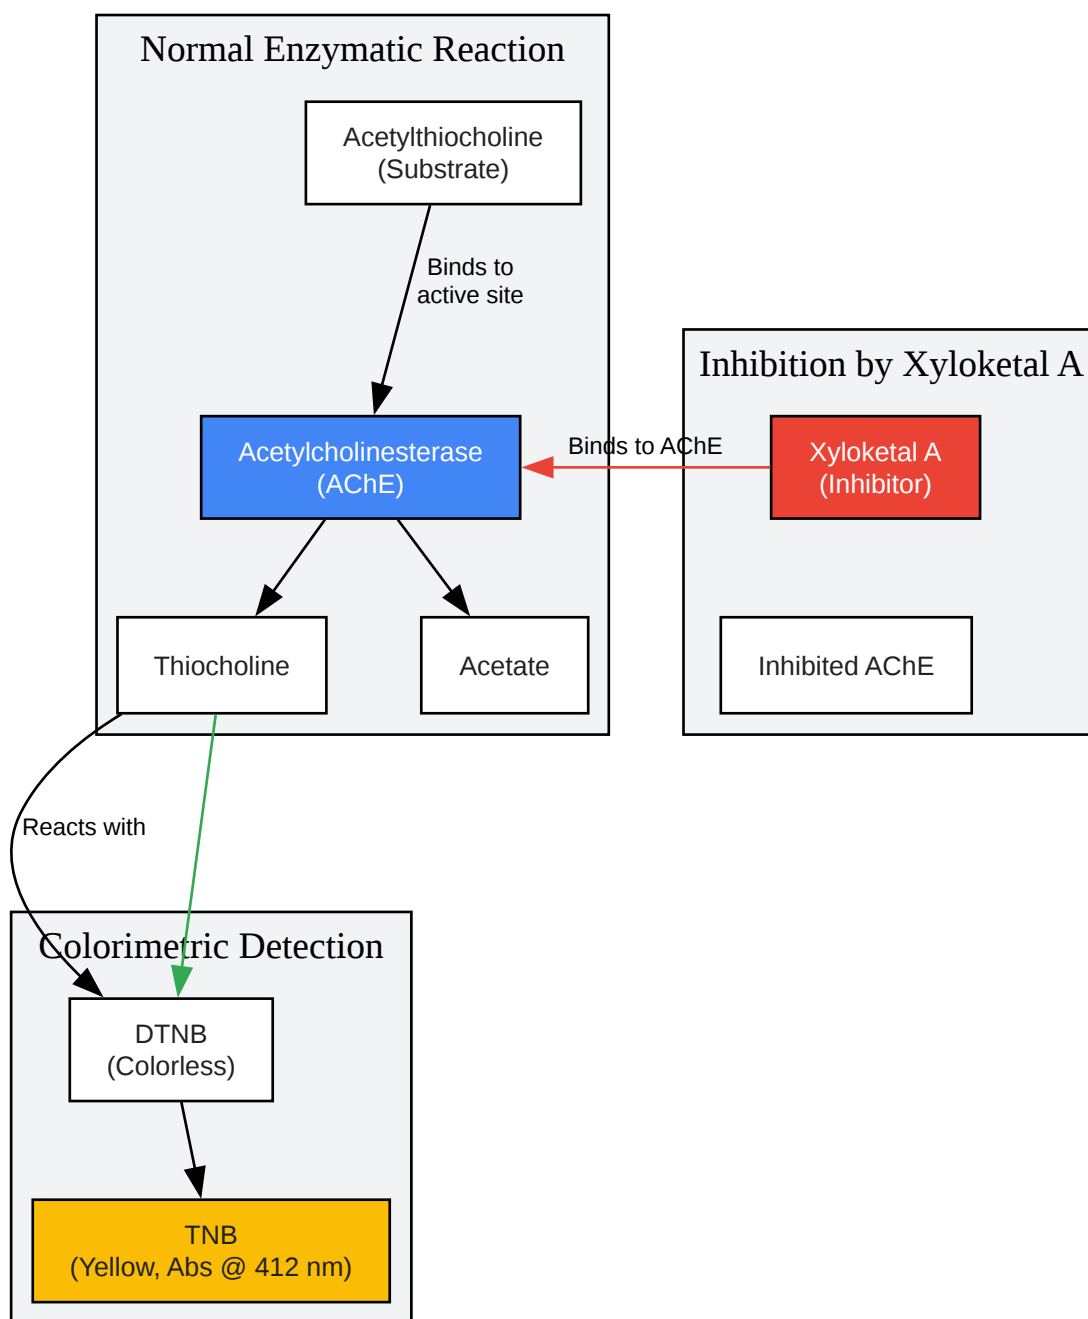 Normal Enzymatic Reaction
Acetylthiocholine
(Substrate)
Binds to
active site
Inhibition by Xyloketal A
Acetylcholinesterase
(AChE)
Binds to AChE
Xyloketal A
(Inhibitor)
Thiocholine
Acetate
Inhibited AChE
Reacts with
Colorimetric Detection
DTNB
(Colorless)
TNB
(Yellow, Abs @ 412 nm)